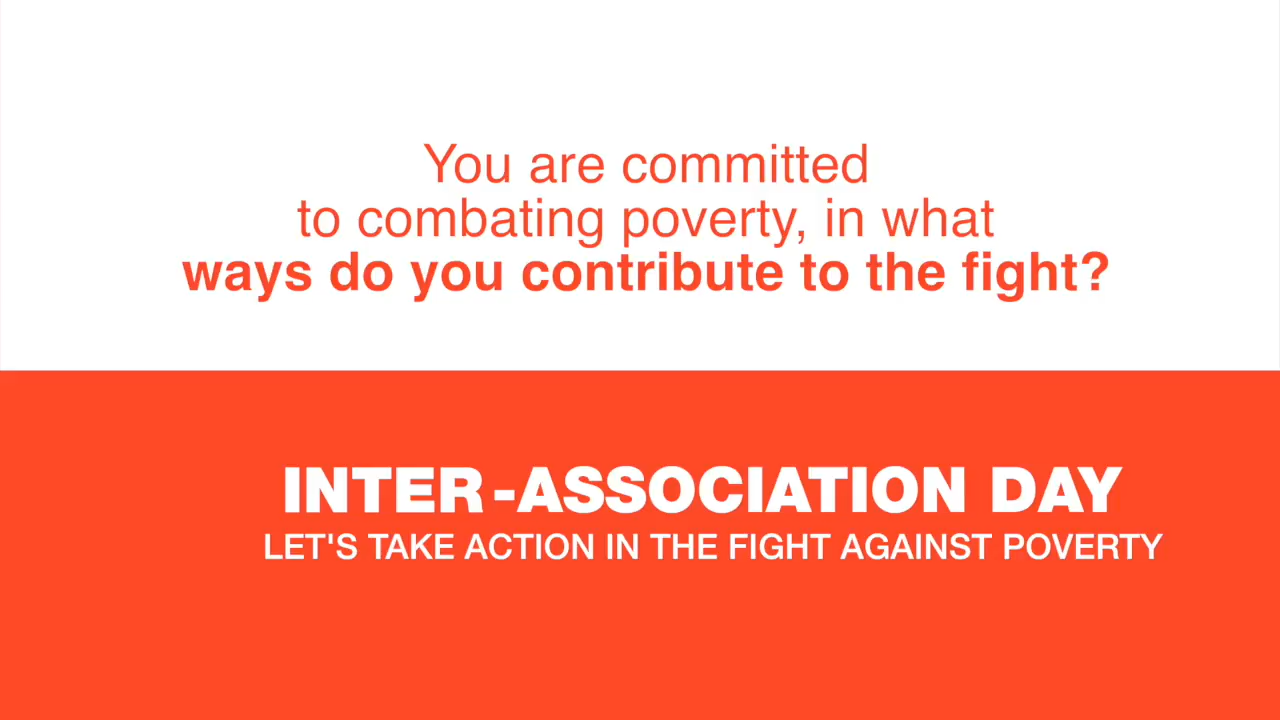 You are committed
to combating poverty, in what
ways do you contribute to the fight?
INTER-ASSOCIATION DAY
LET'S TAKE ACTION IN THE FIGHT AGAINST POVERTY